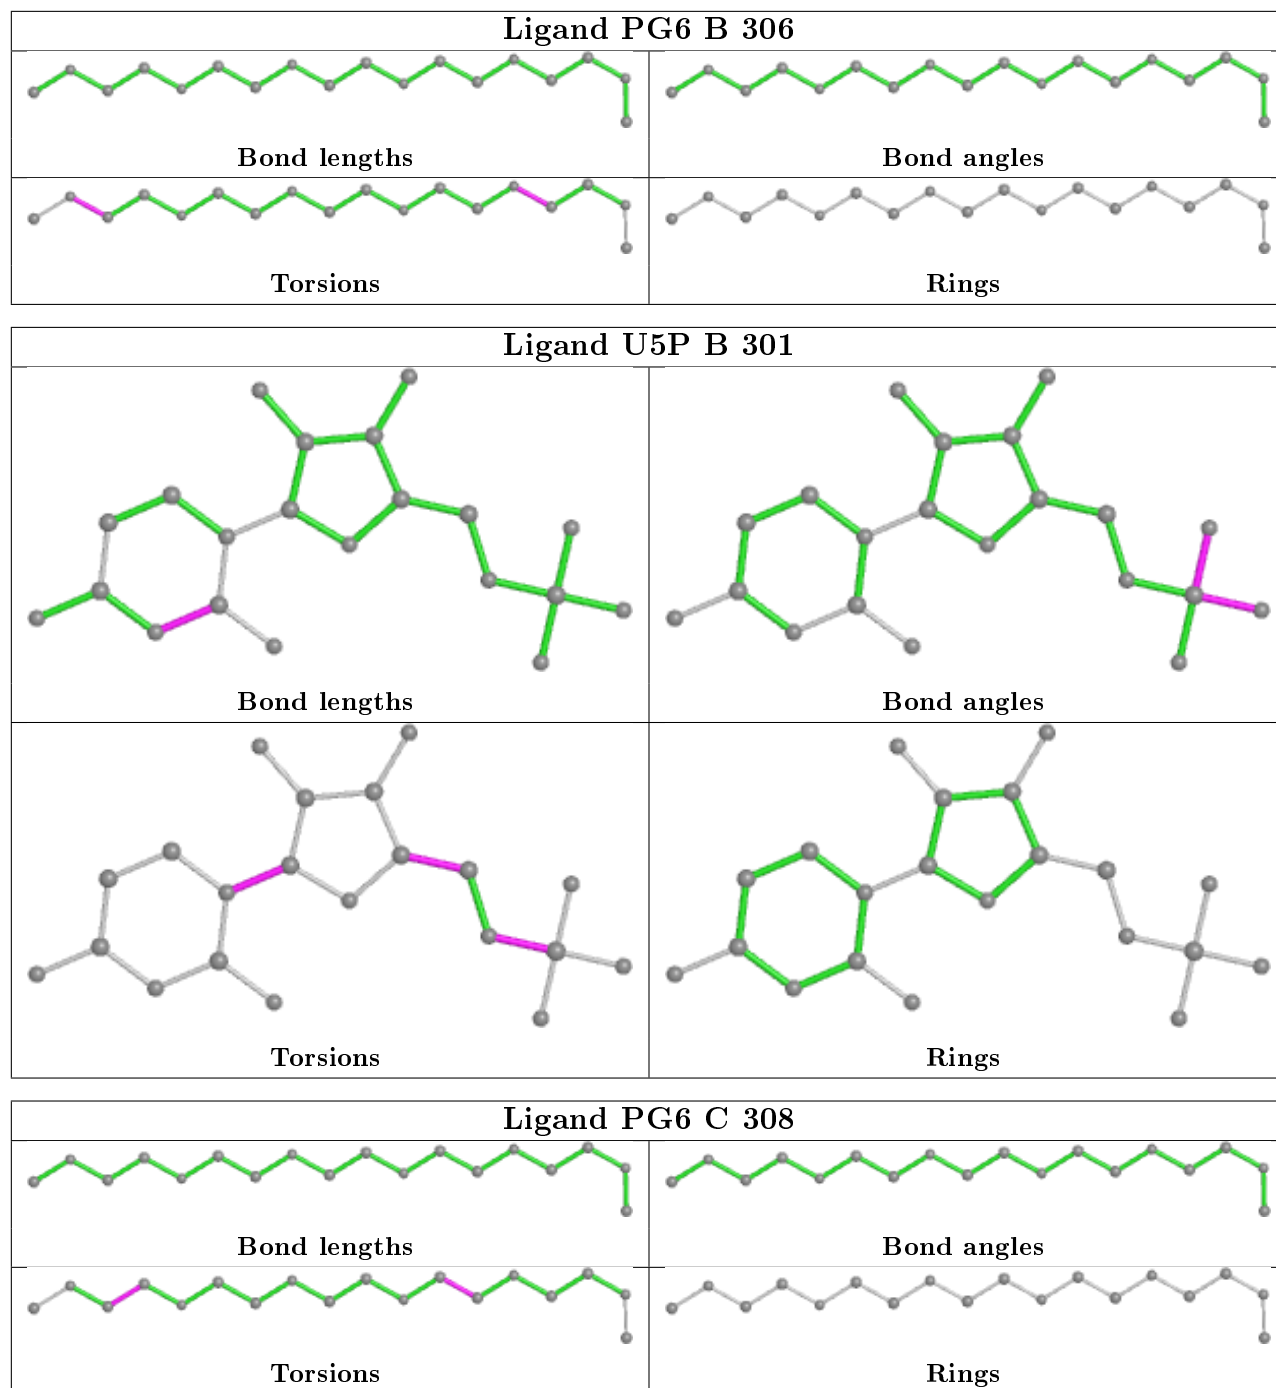 Ligand PG6 B 306
Bond lengths
Bond angles
Torsions
Rings
Ligand U5P B 301
Bond lengths
Bond angles
Torsions
Rings
Ligand PG6 C 308
Bond lengths
Bond angles
Torsions
Rings